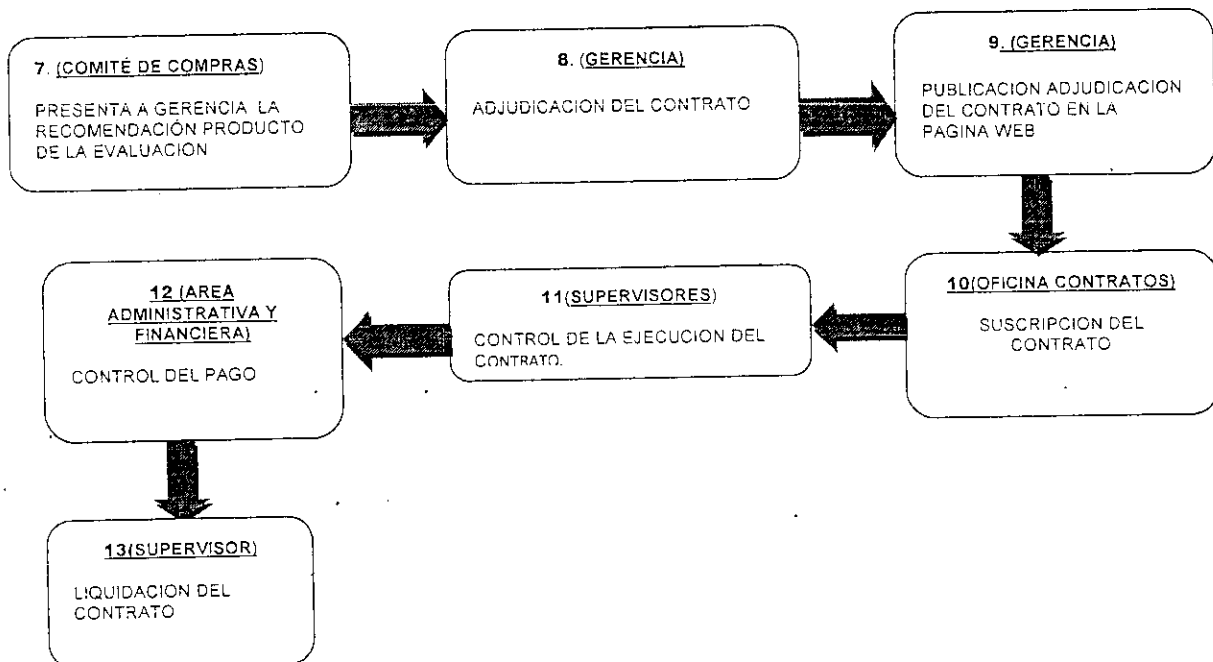 7. (COMITÉ DE COMPRAS)
PRESENTA A GERENCIA LA
RECOMENDACIÓN PRODUCTO
DE LA EVALUACION
8. (GERENCIA)
ADJUDICACION DEL CONTRATO
9. (GERENCIA)
PUBLICACION ADJUDICACION
DEL CONTRATO EN LA
PAGINA WEB
10(OFICINA CONTRATOS)
SUSCRIPCION DEL
CONTRATO
11(SUPERVISORES)
CONTROL DE LA EJECUCION DEL
CONTRATO.
12 (AREA
ADMINISTRATIVA Y
FINANCIERA)
CONTROL DEL PAGO
13(SUPERVISOR)
LIQUIDACION DEL
CONTRATO